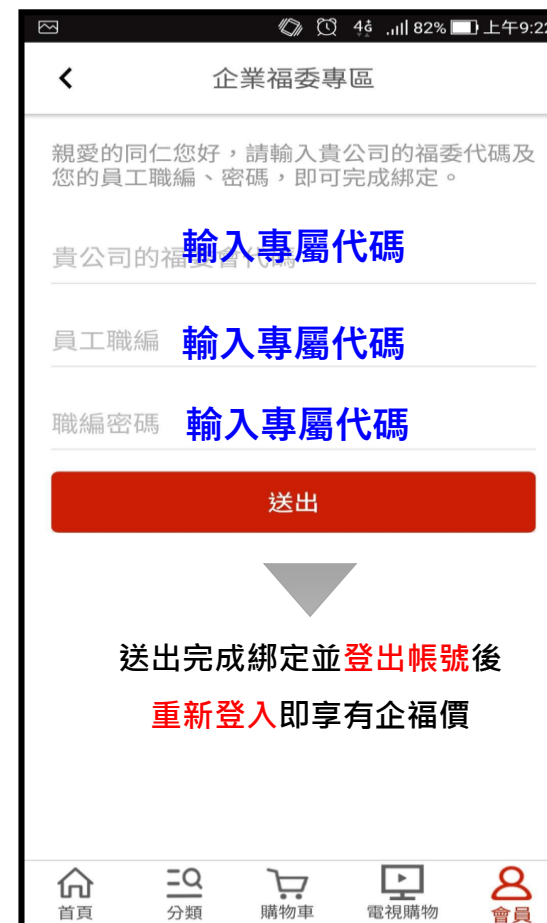 82% 上午9:22
企業福委專區
親愛的同仁您好,請輸入貴公司的福委代碼及
您的員工職編、密碼,即可完成綁定。
貴公司的福委會代碼
輸入專屬代碼
員工職編 輸入專屬代碼
職編密碼 輸入專屬代碼
送出
送出完成綁定並登出帳號後
重新登入即享有企福價
首頁 分類 購物車 電視購物 會員